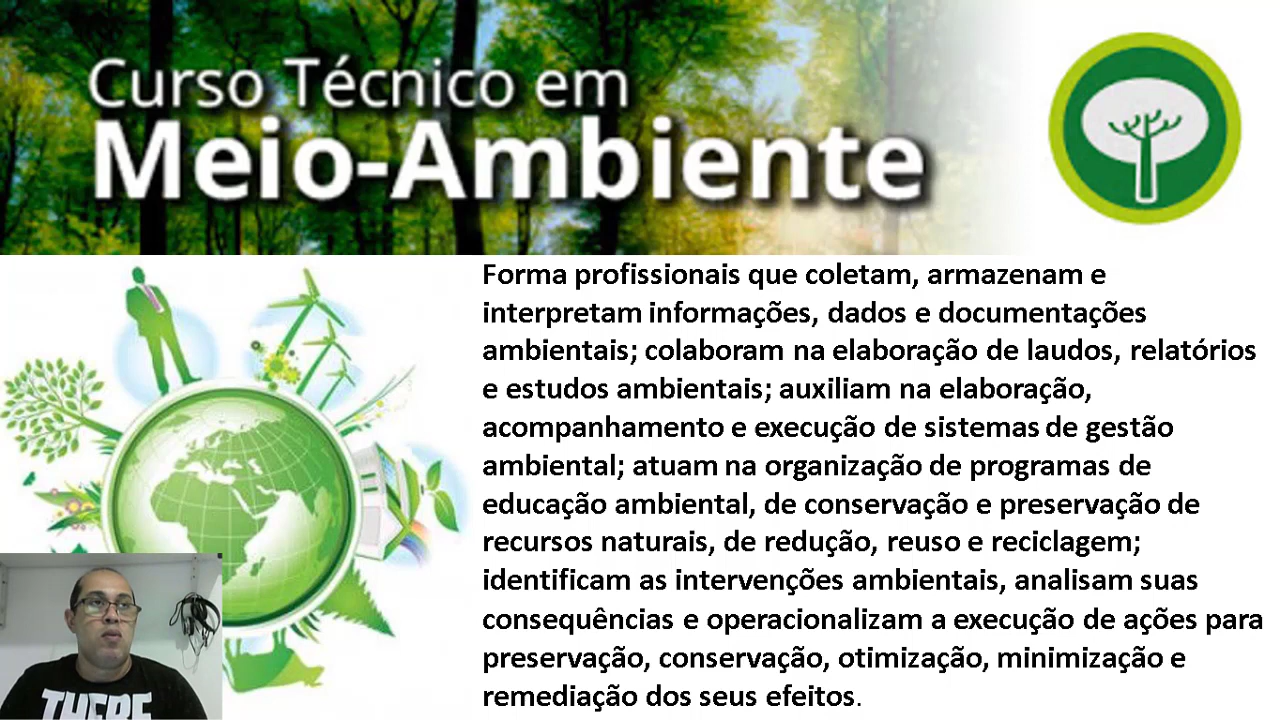 Curso Técnico em
Meio-Ambiente
Forma profissionais que coletam, armazenam e
interpretam informações, dados e documentações
ambientais; colaboram na elaboração de laudos, relatórios
e estudos ambientais; auxiliam na elaboração,
acompanhamento e execução de sistemas de gestão
ambiental; atuam na organização de programas de
educação ambiental, de conservação e preservação de
recursos naturais, de redução, reuso e reciclagem;
identificam as intervenções ambientais, analisam suas
consequências e operacionalizam a execução de ações para
preservação, conservação, otimização, minimização e
remediação dos seus efeitos.
THERE